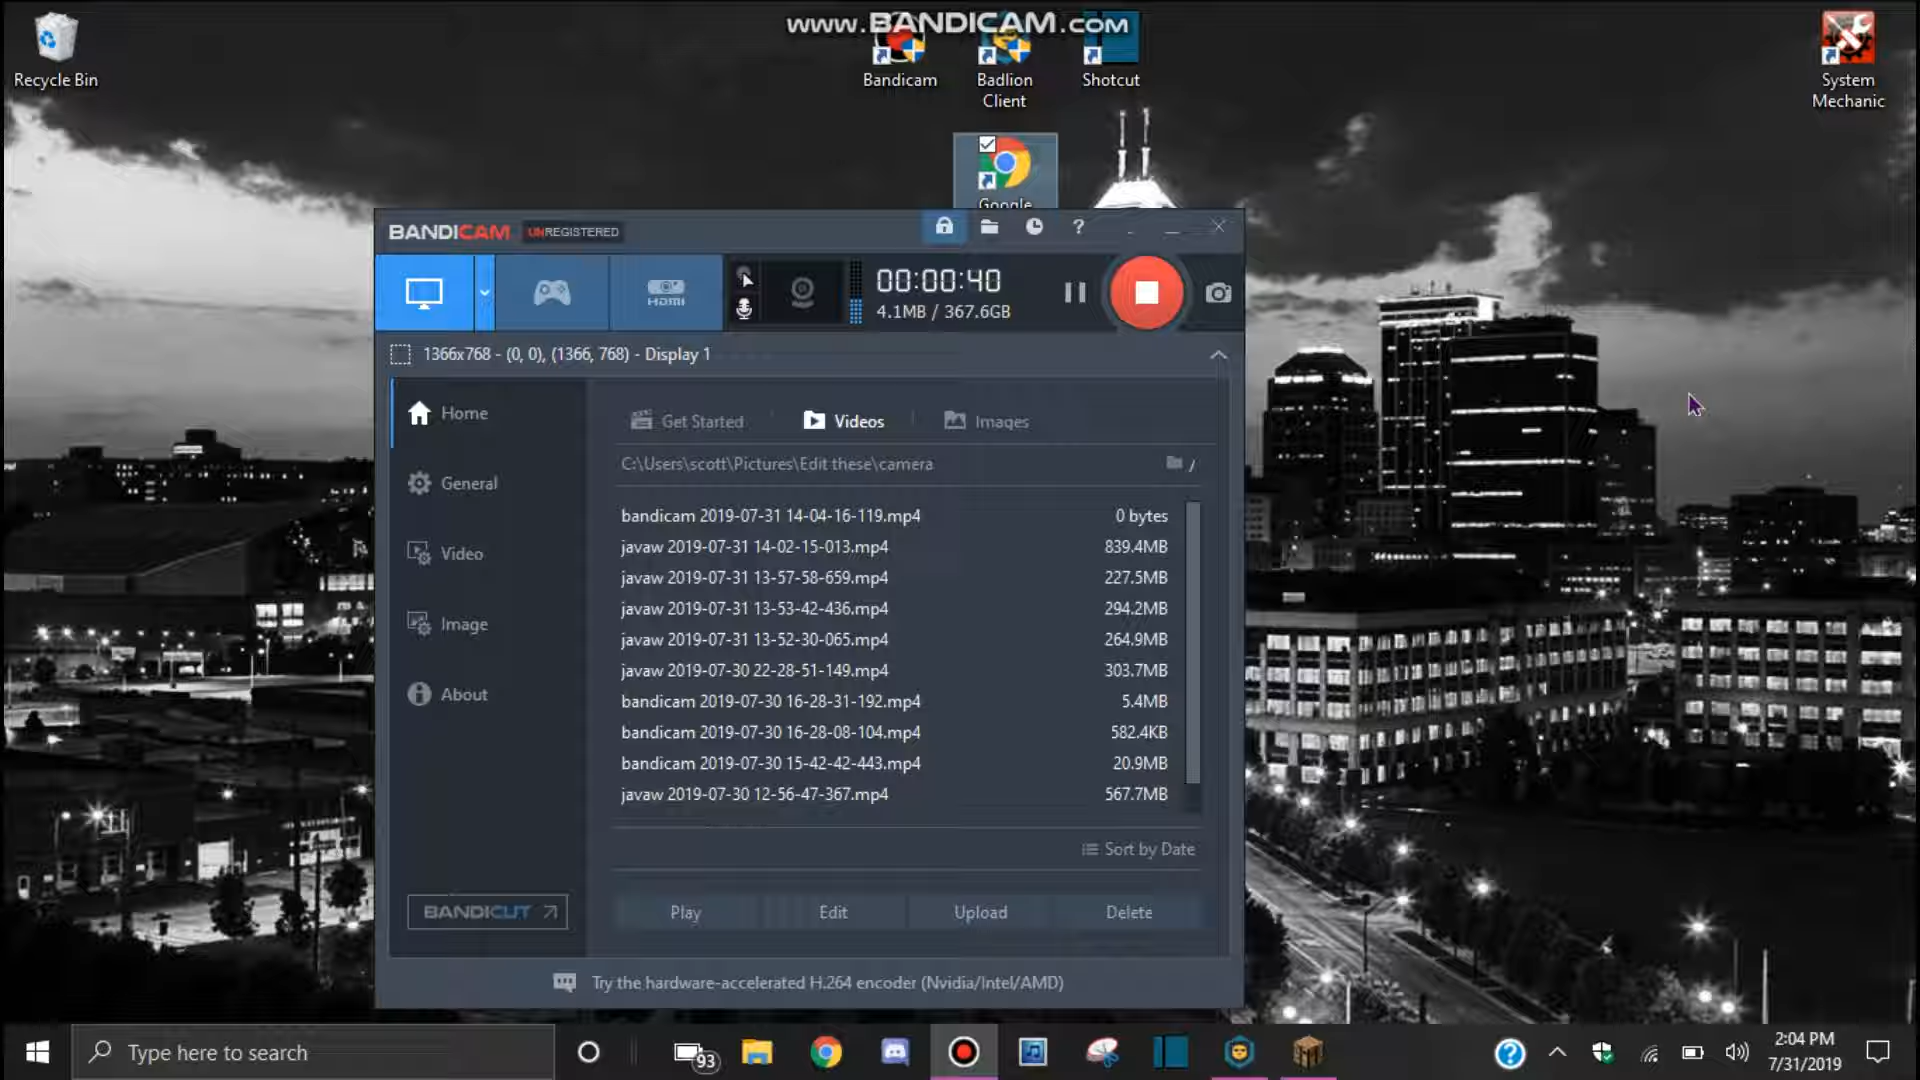 www.BANDICAM.com
Recycle Bin
Bandicam
Badlion
Client
Shotcut
System
Mechanic
Google
BANDICAM UNREGISTERED
?
HDMI
00:00:40
4.1MB / 367.6GB
1366x768 - (0, 0), (1366, 768) - Display 1
Home
General
Video
Image
About
BANDICUT
Get Started
Videos
Images
C:\Users\scott\Pictures\Edit these\camera
/
bandicam 2019-07-31 14-04-16-119.mp4 0 bytes
javaw 2019-07-31 14-02-15-013.mp4 839.4MB
javaw 2019-07-31 13-57-58-659.mp4 227.5MB
javaw 2019-07-31 13-53-42-436.mp4 294.2MB
javaw 2019-07-31 13-52-30-065.mp4 264.9MB
javaw 2019-07-30 22-28-51-149.mp4 303.7MB
bandicam 2019-07-30 16-28-31-192.mp4 5.4MB
bandicam 2019-07-30 16-28-08-104.mp4 582.4KB
bandicam 2019-07-30 15-42-42-443.mp4 20.9MB
javaw 2019-07-30 12-56-47-367.mp4 567.7MB
Sort by Date
Play Edit Upload Delete
Try the hardware-accelerated H.264 encoder (Nvidia/Intel/AMD)
Type here to search
93
?
2:04 PM
7/31/2019